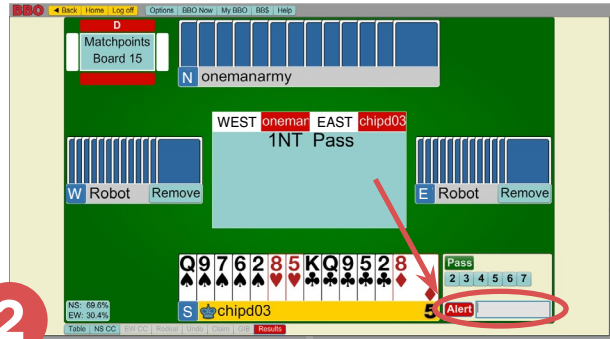 BBO ◄ Back Home Log off Options BBO Now My BBO BB$ Help
D
Matchpoints
Board 15
N onemanarmy
WEST oneman EAST chipd03
1NT Pass
W Robot Remove
E Robot Remove
Q 9 7 6 2 8 5 K Q 9 5 2 8
♠ ♠ ♠ ♠ ♠ ♥ ♥ ♣ ♣ ♣ ♣ ♣ ♦
Pass
2 3 4 5 6 7
NS: 69.6%
EW: 30.4%
S chipd03 5
Alert
Table NS CC EW CC Redeal Undo Claim GIB Results
2